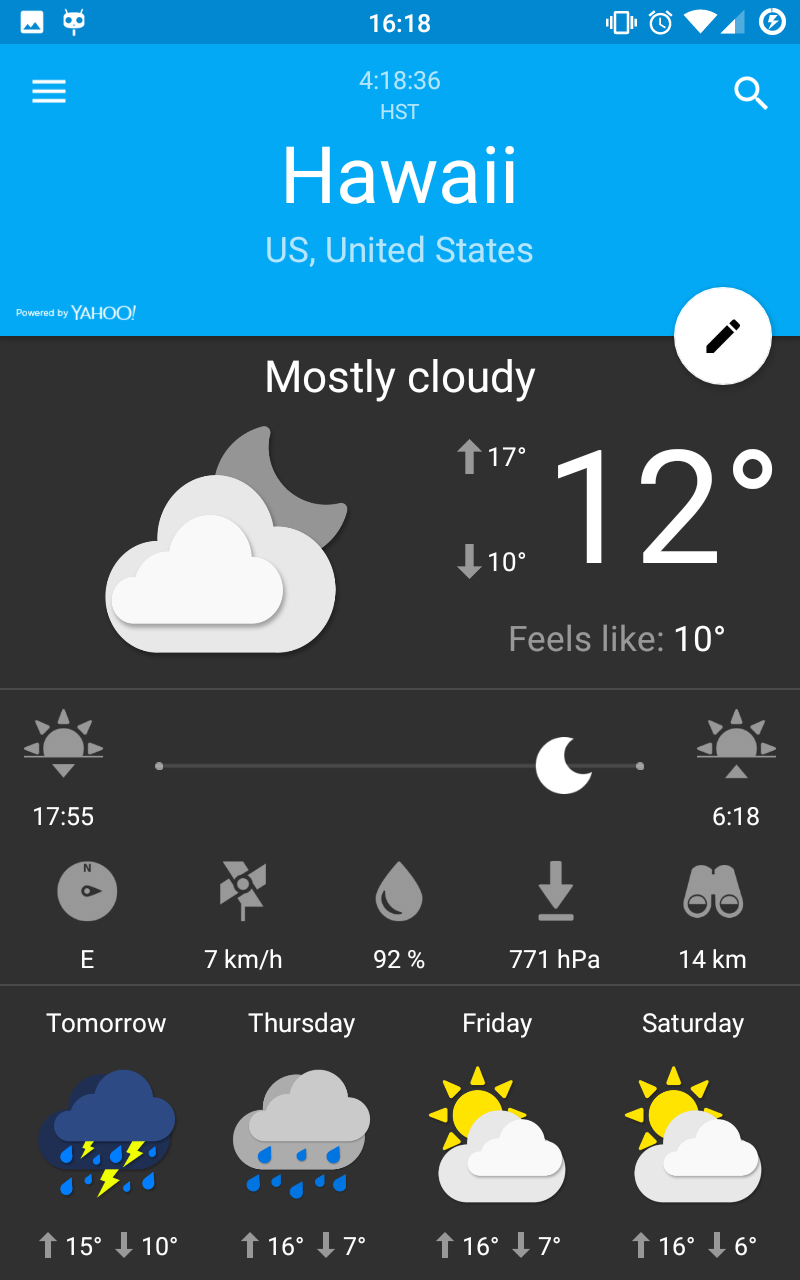 16:18
4:18:36
HST
Hawaii
US, United States
Powered by YAHOO!
Mostly cloudy
17° 12°
10°
Feels like: 10°
17:55 6:18
N
E 7 km/h 92 % 771 hPa 14 km
Tomorrow Thursday Friday Saturday
15° 10° 16° 7° 16° 7° 16° 6°